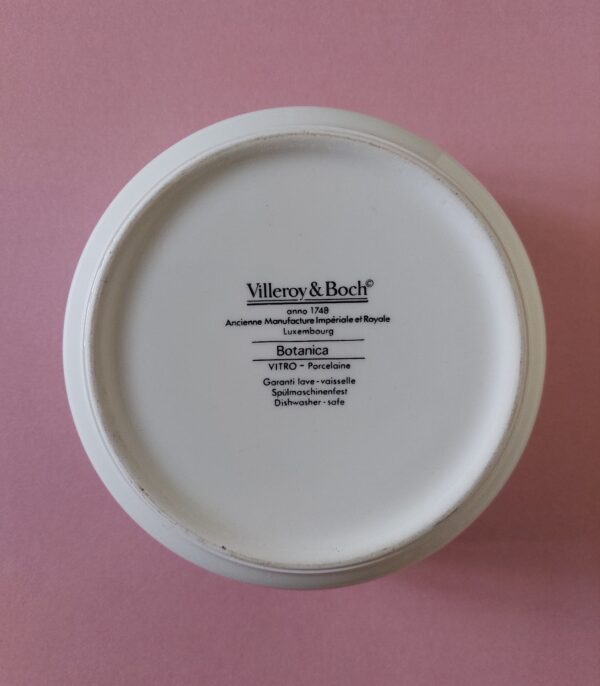 Villeroy & Boch©
anno 1748
Ancienne Manufacture Impériale et Royale
Luxembourg
Botanica
VITRO - Porcelaine
Garanti lave - vaisselle
Spülmaschinenfest
Dishwasher - safe